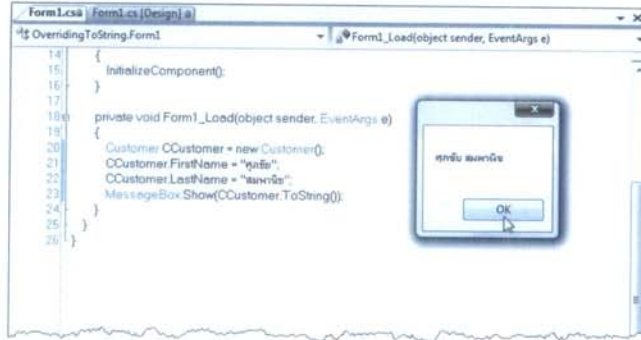 Form1.cs Form1.cs [Design]
OverridingToString.Form1 Form1_Load(object sender, EventArgs e)
14 {
15 InitializeComponent();
16 }
17
18 private void Form1_Load(object sender, EventArgs e)
19 {
20 Customer CCustomer = new Customer();
21 CCustomer.FirstName = "ศุภชัย";
22 CCustomer.LastName = "สมพานิช";
23 MessageBox.Show(CCustomer.ToString());
24 }
25 }
26 }
ศุภชัย สมพานิช
OK